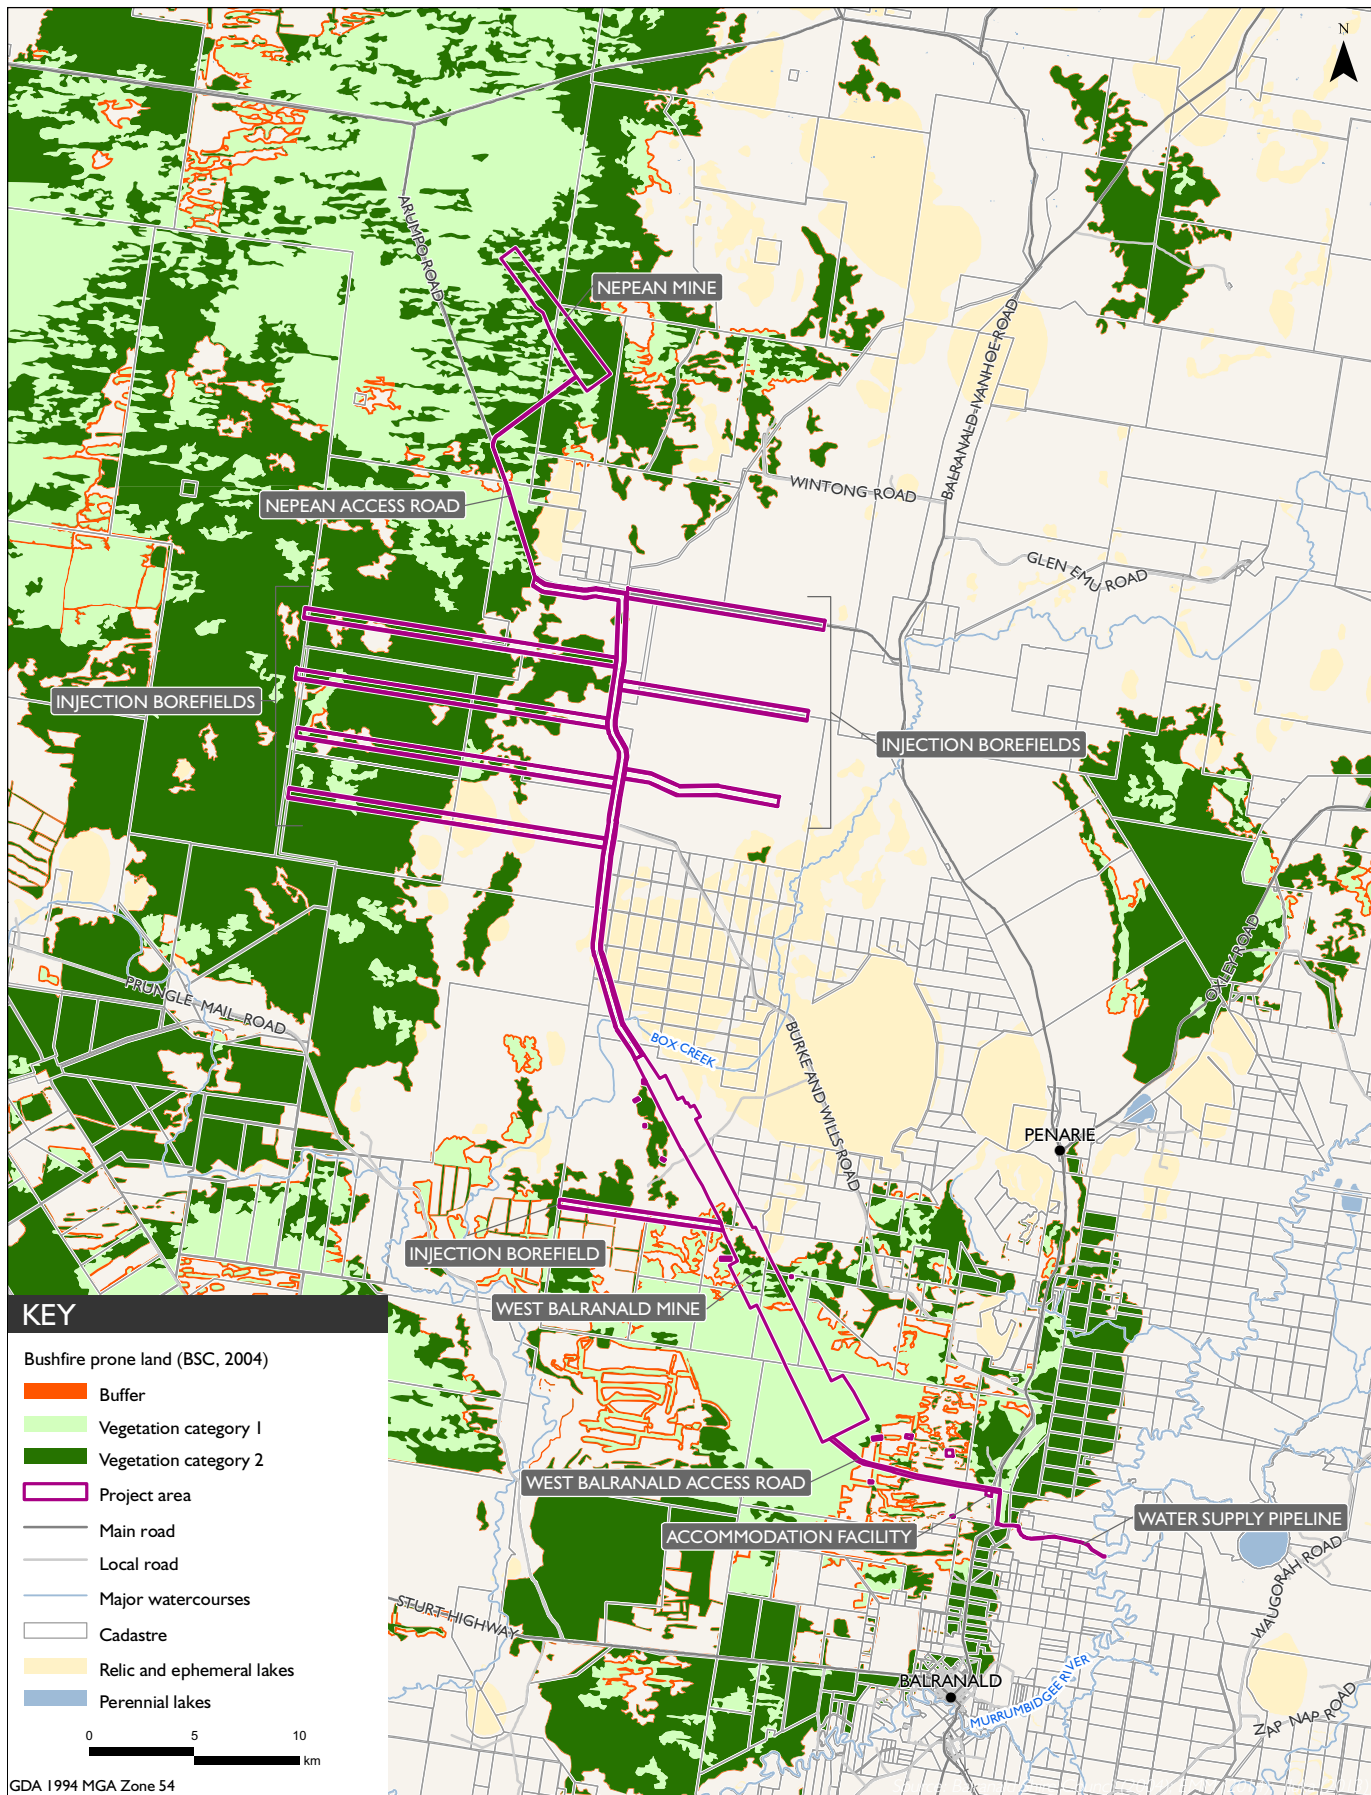 N
ARUMPO ROAD
NEPEAN MINE
BALRANALD-IVANHOE ROAD
WINTONG ROAD
NEPEAN ACCESS ROAD
GLEN EMU ROAD
INJECTION BOREFIELDS
INJECTION BOREFIELDS
OXLEY ROAD
PRUNGLE MAIL ROAD
BOX CREEK
BURKE AND WILLS ROAD
PENARIE
INJECTION BOREFIELD
WEST BALRANALD MINE
WEST BALRANALD ACCESS ROAD
ACCOMMODATION FACILITY
WATER SUPPLY PIPELINE
WAUGORAH ROAD
STURT HIGHWAY
BALRANALD
MURRUMBIDGEE RIVER
ZAP NAP ROAD
KEY
Bushfire prone land (BSC, 2004)
Buffer
Vegetation category 1
Vegetation category 2
Project area
Main road
Local road
Major watercourses
Cadastre
Relic and ephemeral lakes
Perennial lakes
0 5 10
km
GDA 1994 MGA Zone 54